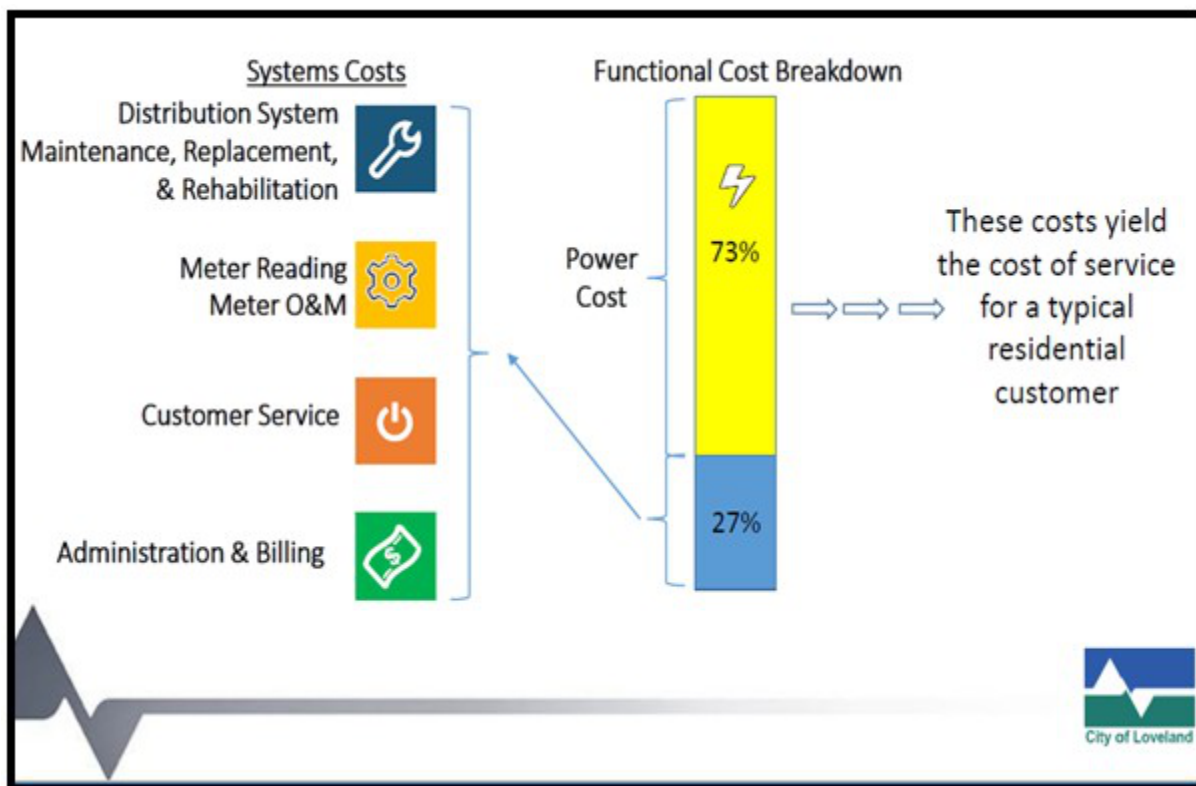 Systems Costs
Distribution System
Maintenance, Replacement,
& Rehabilitation
Meter Reading
Meter O&M
Customer Service
Administration & Billing
$
Functional Cost Breakdown
Power
Cost
73%
27%
These costs yield
the cost of service
for a typical
residential
customer
City of Loveland